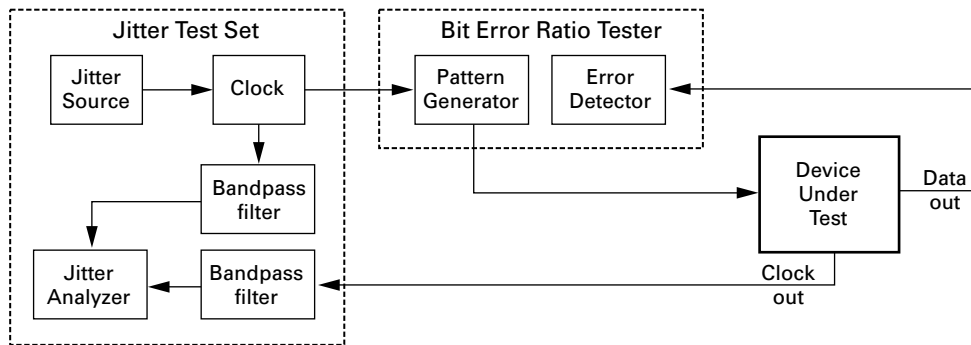 Jitter Test Set
Bit Error Ratio Tester
Jitter
Source
Clock
Pattern
Generator
Error
Detector
Bandpass
filter
Device
Under
Test
Data
out
Jitter
Analyzer
Bandpass
filter
Clock
out